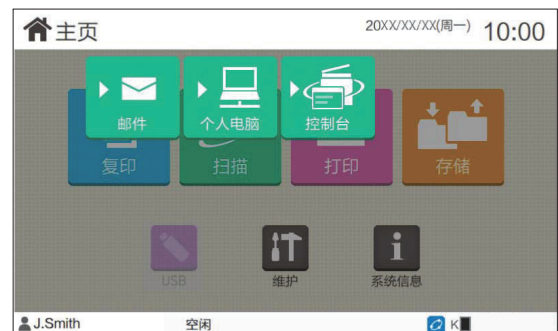 主页 20XX/XX/XX(周一) 10:00
邮件 个人电脑 控制台
复印 扫描 打印 存储
USB 维护 系统信息
J.Smith 空闲 K